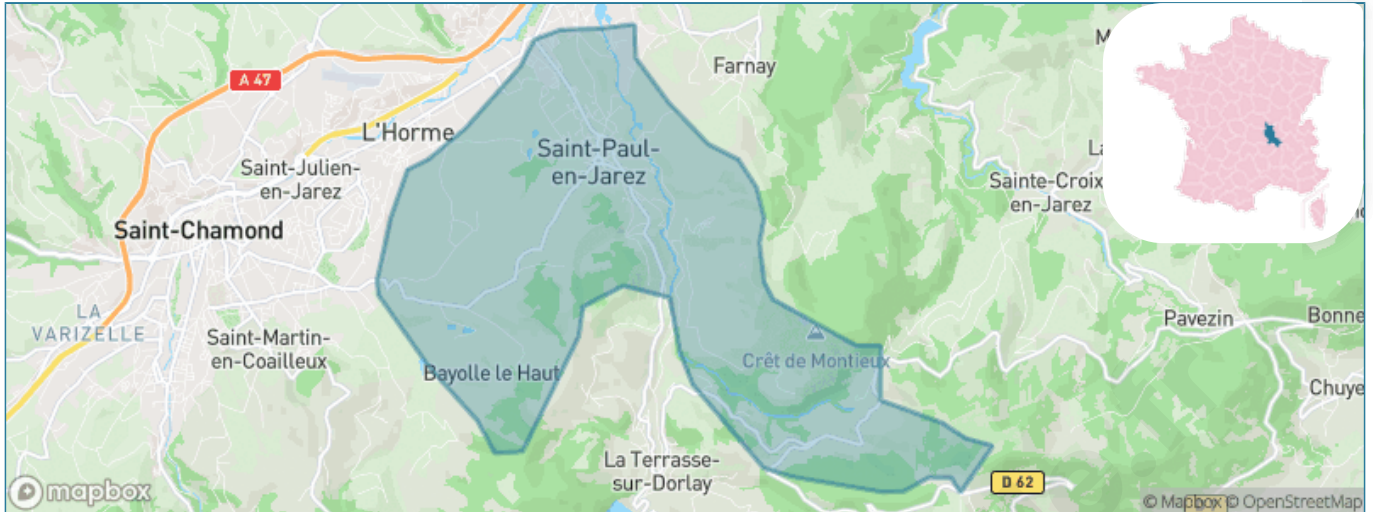 Farnay
A 47
L'Horme
Saint-Paul-
en-Jarez
Saint-Julien-
en-Jarez
Sainte-Croix
en-Jarez
Saint-Chamond
LA
VARIZELLE
Saint-Martin-
en-Coailleux
Pavezin
Bonne
Crêt de Montieux
Bayolle le Haut
Chuye
La Terrasse-
sur-Dorlay
D 62
mapbox
© Mapbox © OpenStreetMap